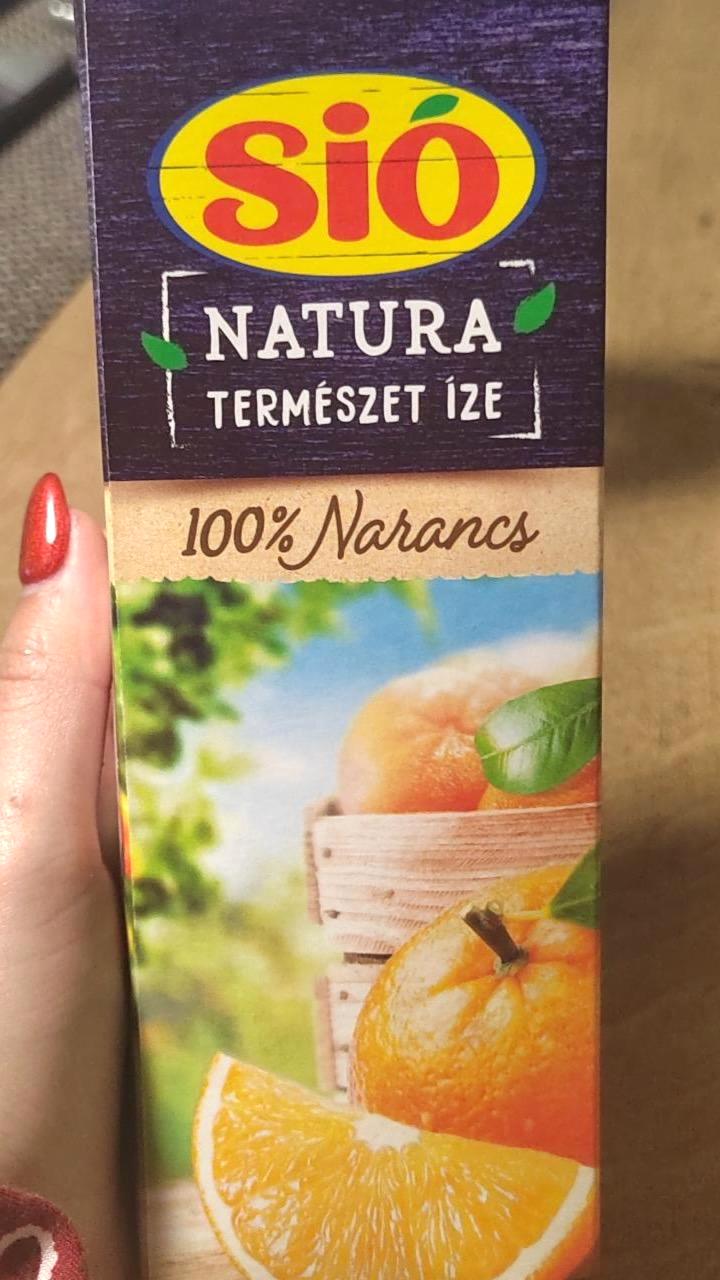 SIÓ
NATURA
TERMÉSZET ÍZE
100% Narancs